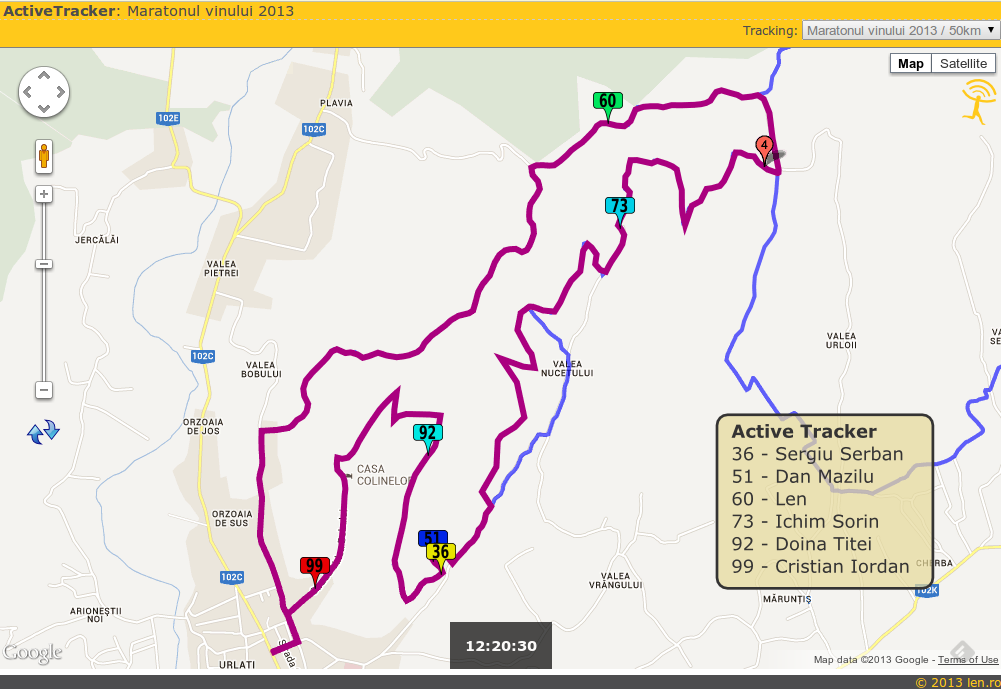 ActiveTracker: Maratonul vinului 2013
Tracking: Maratonul vinului 2013 / 50km
Map Satellite
60
PLAVIA
102E
102C
4
73
JERCĂLĂI
VALEA
PIETREI
VALEA
URLOII
102C
VALEA
BOBULUI
VALEA
NUCETULUI
ORZOAIA
DE JOS
92
CASA
COLINELOR
Active Tracker
36 - Sergiu Serban
51 - Dan Mazilu
60 - Len
73 - Ichim Sorin
92 - Doina Titei
99 - Cristian Iordan
ORZOAIA
DE SUS
51
36
99
102C
VALEA
VRÂNGULUI
102K
MĂRUNȚIȘ
ARIONEȘTII
NOI
12:20:30
Google
URLATI
Map data ©2013 Google - Terms of Use
© 2013 len.ro